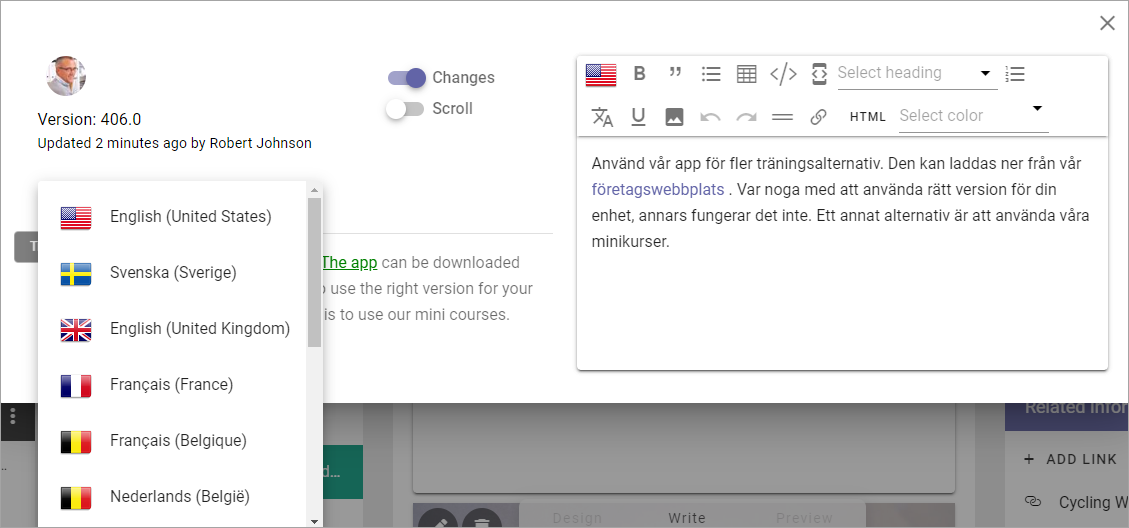 Version: 406.0
Updated 2 minutes ago by Robert Johnson
Changes
Scroll
English (United States)
Svenska (Sverige)
English (United Kingdom)
Français (France)
Français (Belgique)
Nederlands (België)
The app can be downloaded
use the right version for your
is to use our mini courses.
B
Select heading
U
HTML
Select color
Använd vår app för fler träningsalternativ. Den kan laddas ner från vår
företagswebbplats . Var noga med att använda rätt version för din
enhet, annars fungerar det inte. Ett annat alternativ är att använda våra
minikurser.
d...
Design
Write
Preview
Related
+ ADD LINK
Cycling W